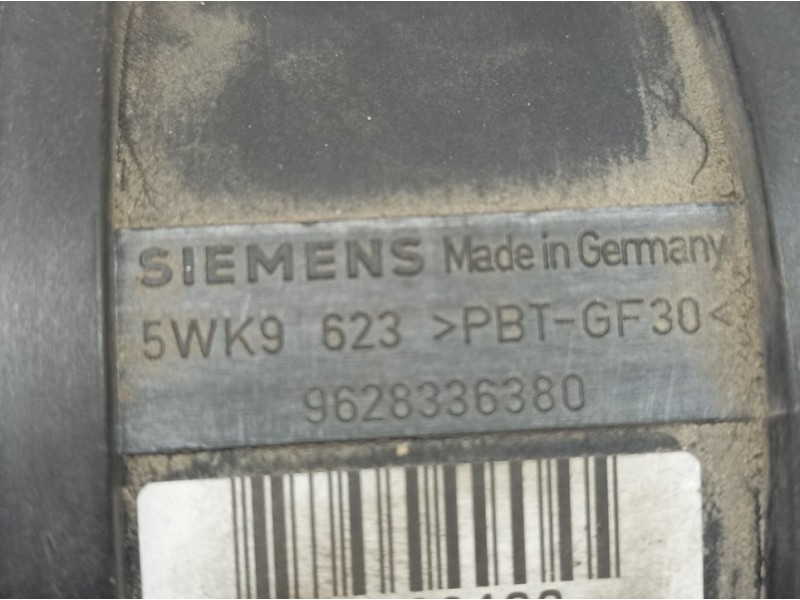 SIEMENS Made in Germany
5WK9 623 >PBT-GF30<
9628336380